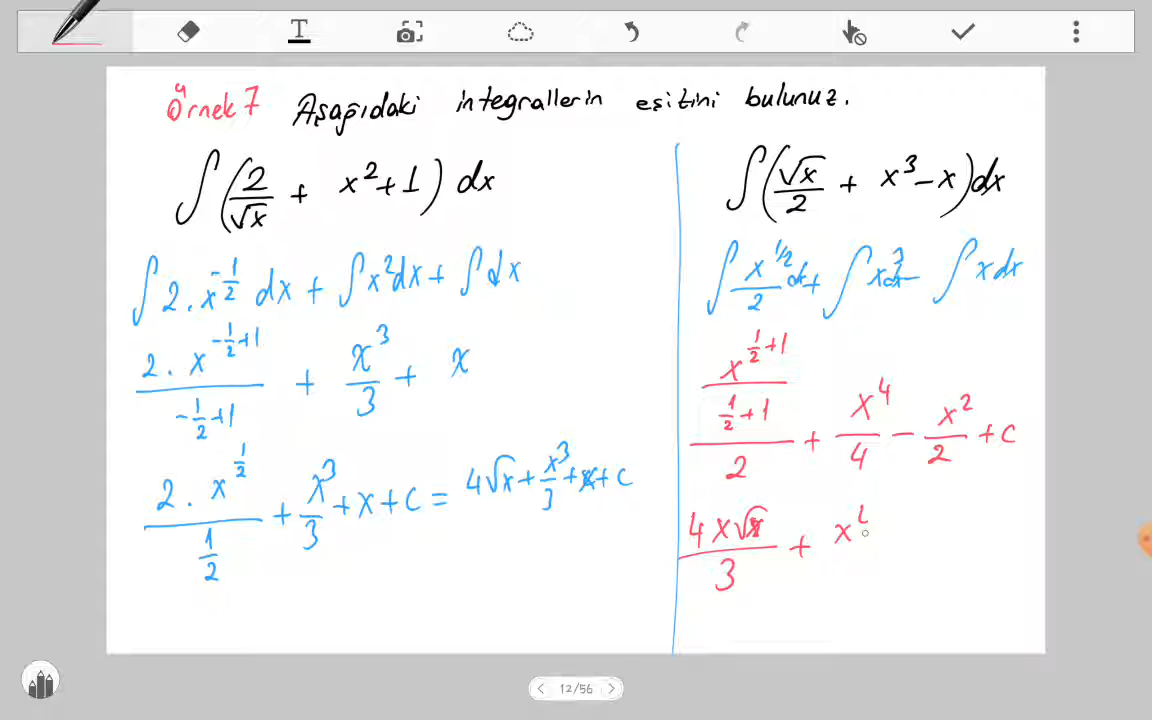 Örnek 7 Aşağıdaki integrallerin eşitini bulunuz.
∫(2/√x + x²+1) dx
∫2.x^(-1/2) dx + ∫x²dx + ∫dx
2.x^(-1/2+1)/(-1/2+1) + x³/3 + x
2.x^(1/2)/(1/2) + x³/3 + x + c = 4√x + x³/3 + x + c
∫(√x/2 + x³-x)dx
∫x^(1/2)/2 dx + ∫x³dx - ∫xdx
(x^(1/2+1)/(1/2+1))/2 + x⁴/4 - x²/2 + c
4x√x/3 + x
12/56